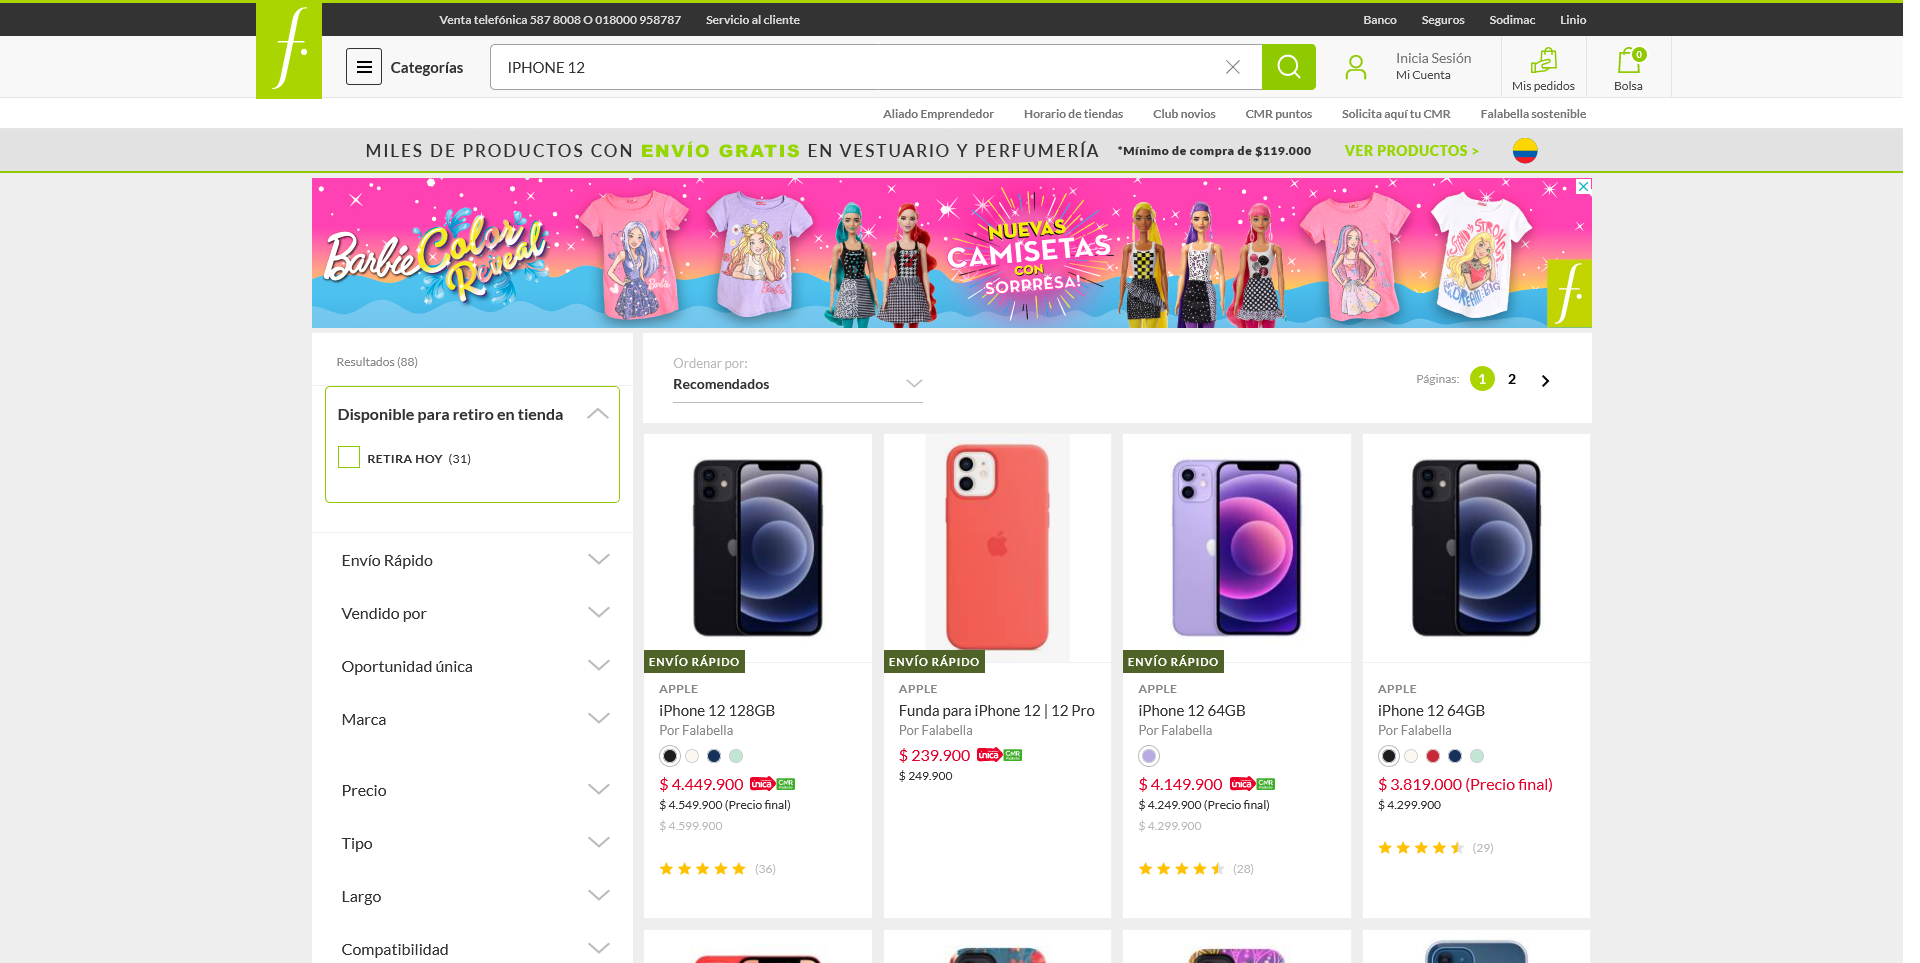 Venta telefónica 587 8008 O 018000 958787 Servicio al cliente Banco Seguros Sodimac Linio
f.
Categorías
IPHONE 12
Inicia Sesión
Mi Cuenta
Mis pedidos
0
Bolsa
Aliado Emprendedor Horario de tiendas Club novios CMR puntos Solicita aquí tu CMR Falabella sostenible
MILES DE PRODUCTOS CON ENVÍO GRATIS EN VESTUARIO Y PERFUMERÍA *Mínimo de compra de $119.000 VER PRODUCTOS >
Barbie Color Reveal
NUEVAS
CAMISETAS
CON
SORPRESA!
f.
Resultados (88)
Disponible para retiro en tienda
RETIRA HOY (31)
Envío Rápido
Vendido por
Oportunidad única
Marca
Precio
Tipo
Largo
Compatibilidad
Ordenar por:
Recomendados
Páginas: 1 2
ENVÍO RÁPIDO
APPLE
iPhone 12 128GB
Por Falabella
$ 4.449.900 única CMR
$ 4.549.900 (Precio final)
$ 4.599.900
(36)
ENVÍO RÁPIDO
APPLE
Funda para iPhone 12 | 12 Pro
Por Falabella
$ 239.900 única CMR
$ 249.900
ENVÍO RÁPIDO
APPLE
iPhone 12 64GB
Por Falabella
$ 4.149.900 única CMR
$ 4.249.900 (Precio final)
$ 4.299.900
(28)
APPLE
iPhone 12 64GB
Por Falabella
$ 3.819.000 (Precio final)
$ 4.299.900
(29)